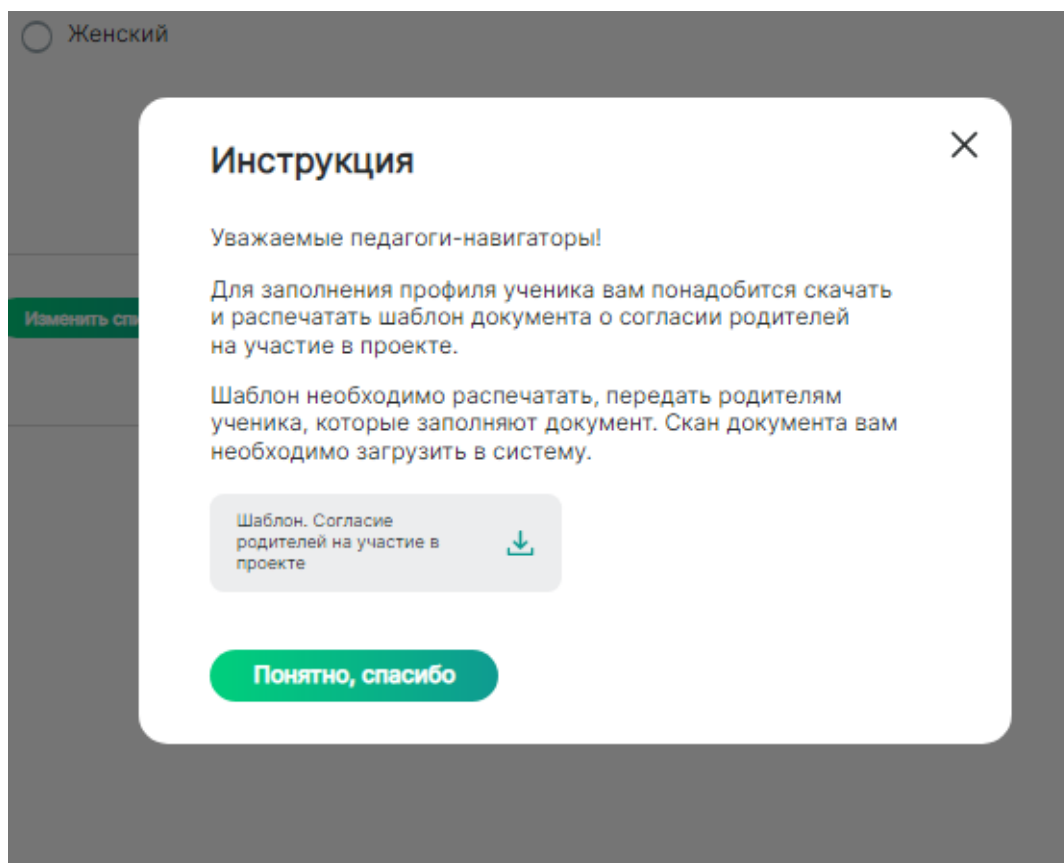 Женский
Инструкция
Уважаемые педагоги-навигаторы!
Для заполнения профиля ученика вам понадобится скачать
и распечатать шаблон документа о согласии родителей
на участие в проекте.
Шаблон необходимо распечатать, передать родителям
ученика, которые заполняют документ. Скан документа вам
необходимо загрузить в систему.
Изменить
Шаблон. Согласие
родителей на участие в
проекте
Понятно, спасибо